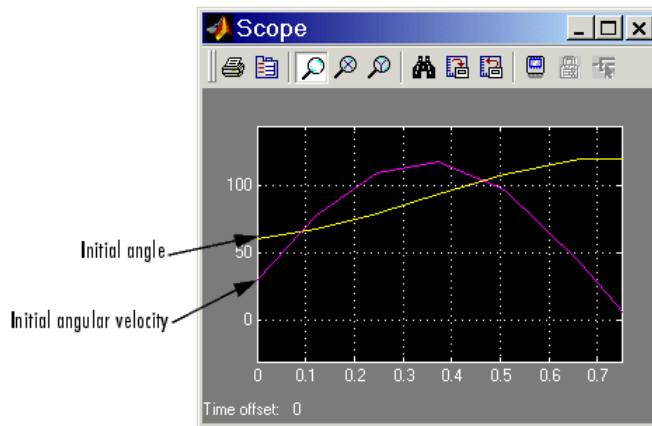 Scope
100
50
0
Initial angle
Initial angular velocity
0 0.1 0.2 0.3 0.4 0.5 0.6 0.7
Time offset: 0